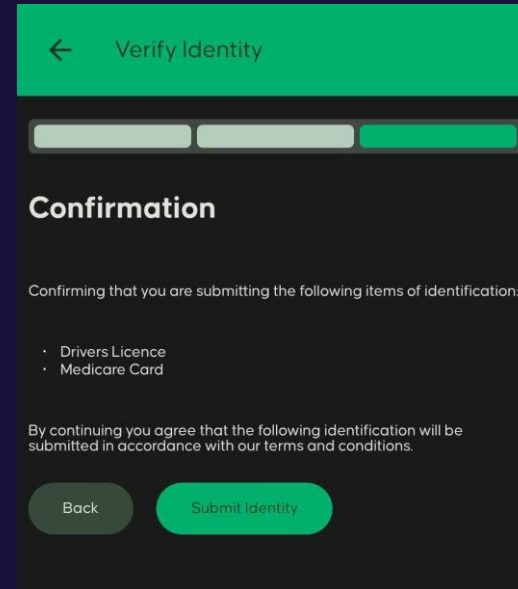 Verify Identity
Confirmation
Confirming that you are submitting the following items of identification:
· Drivers Licence
· Medicare Card
By continuing you agree that the following identification will be
submitted in accordance with our terms and conditions.
Back
Submit Identity